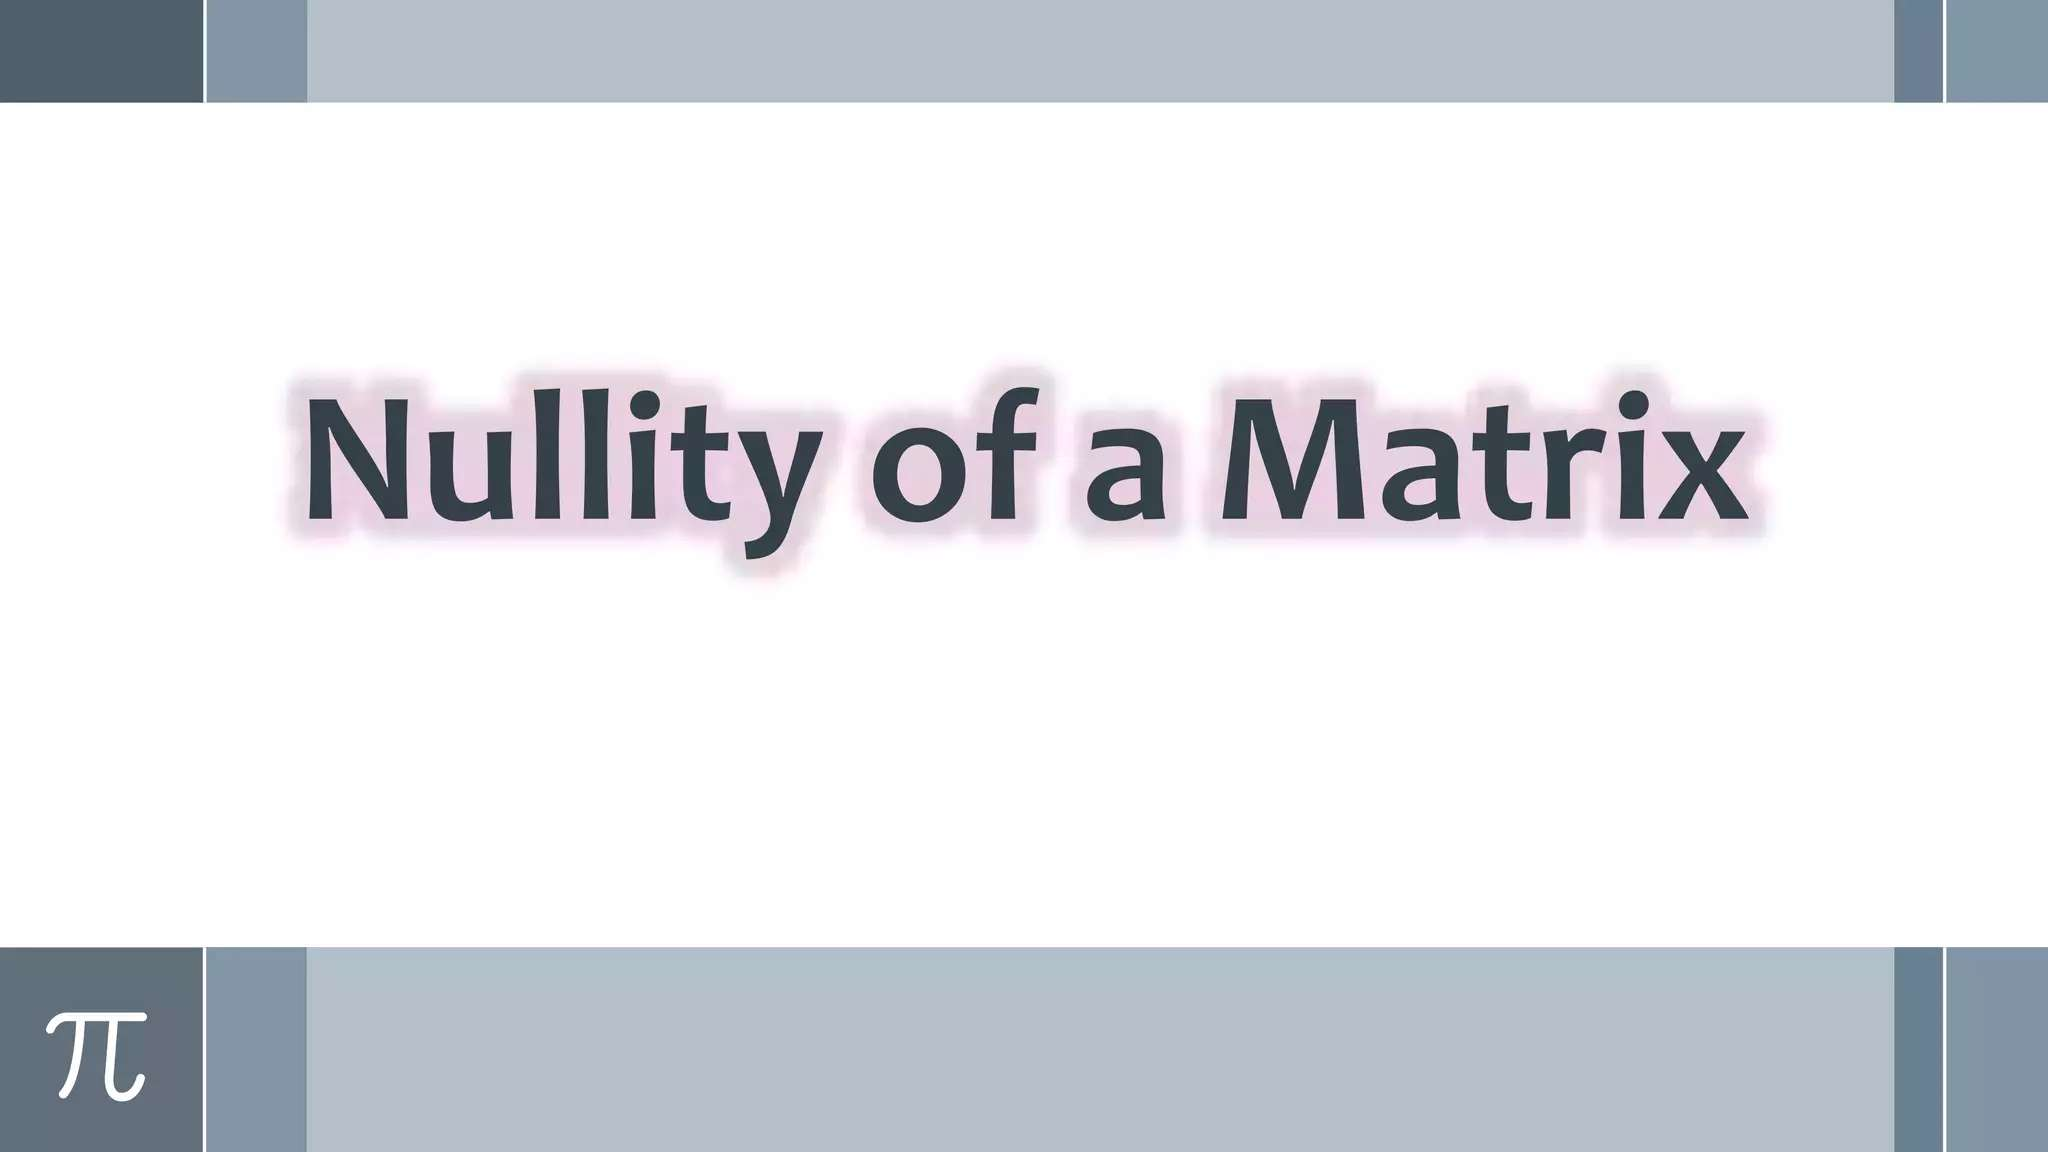 Nullity of a Matrix
π